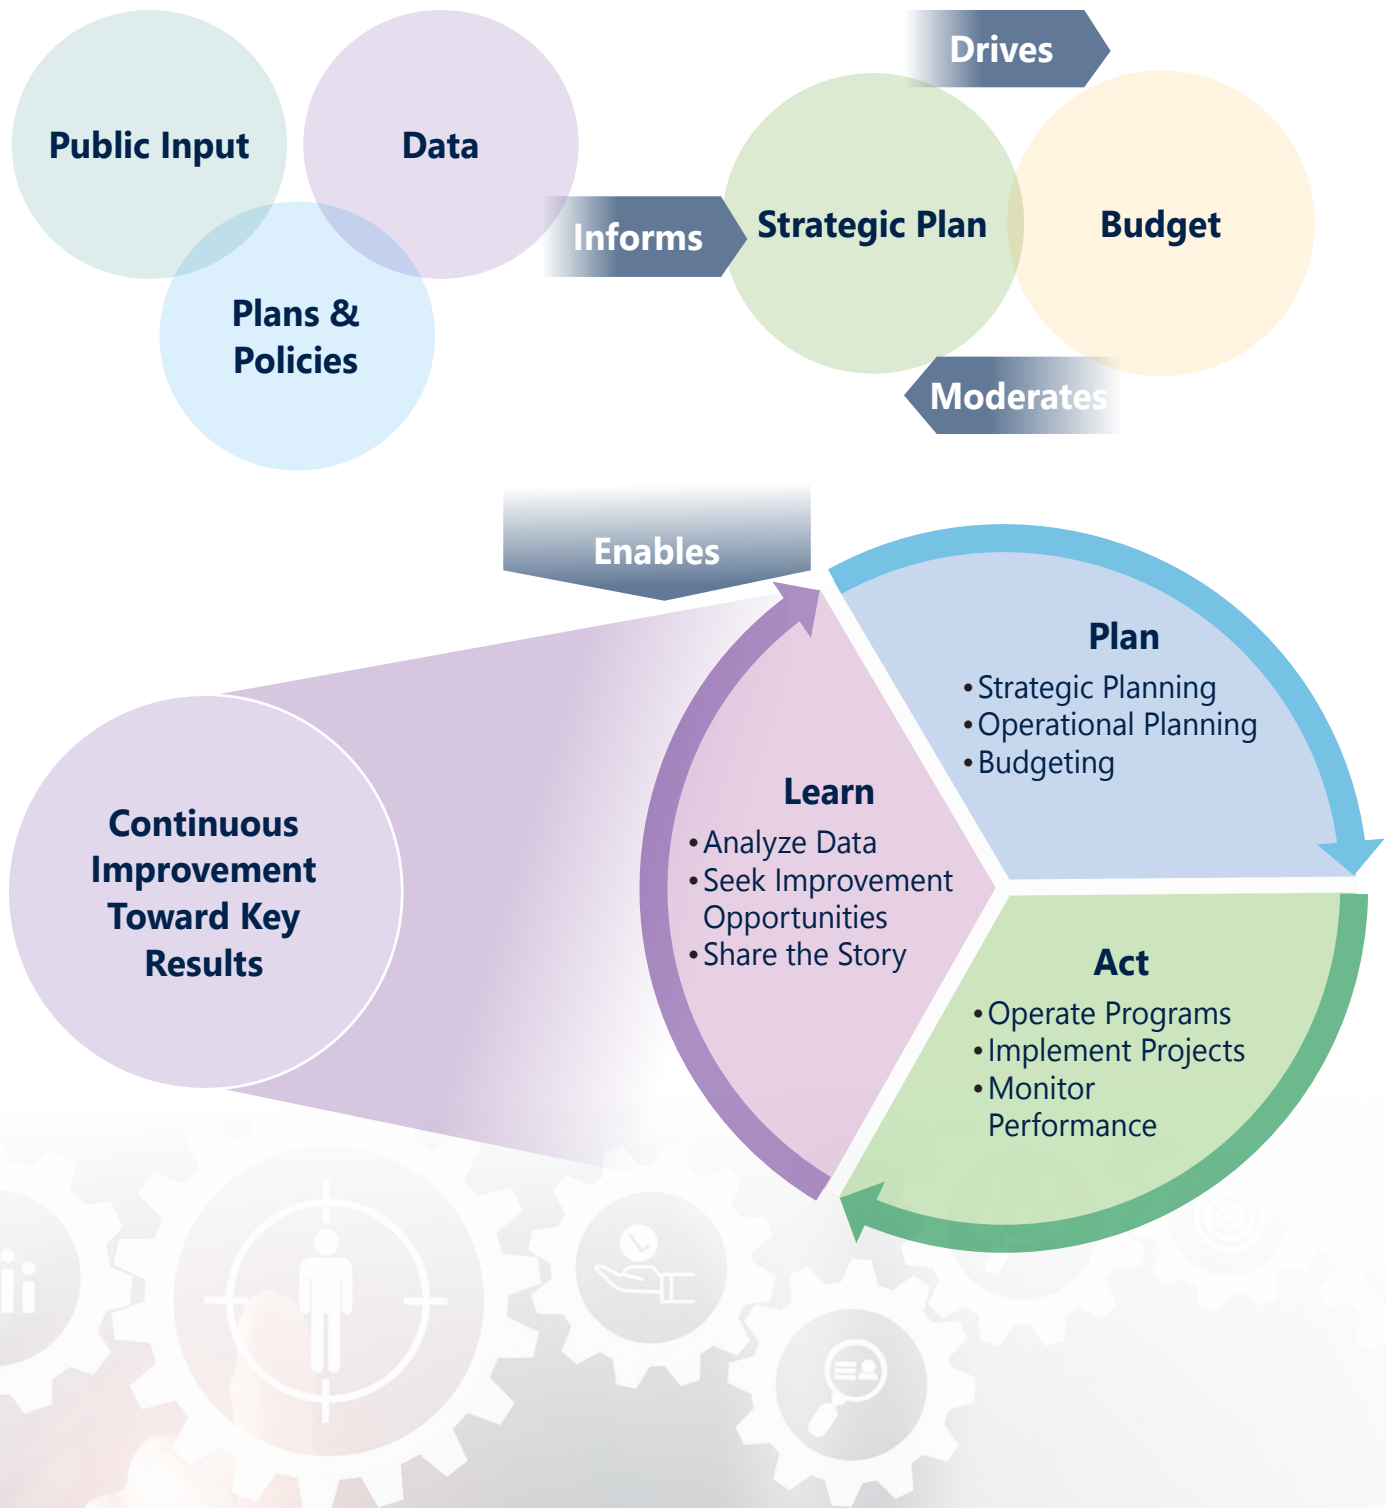 Public Input
Data
Plans &
Policies
Informs
Drives
Strategic Plan
Budget
Moderates
Enables
Plan
• Strategic Planning
• Operational Planning
• Budgeting
Learn
• Analyze Data
• Seek Improvement
Opportunities
• Share the Story
Continuous
Improvement
Toward Key
Results
Act
• Operate Programs
• Implement Projects
• Monitor
Performance